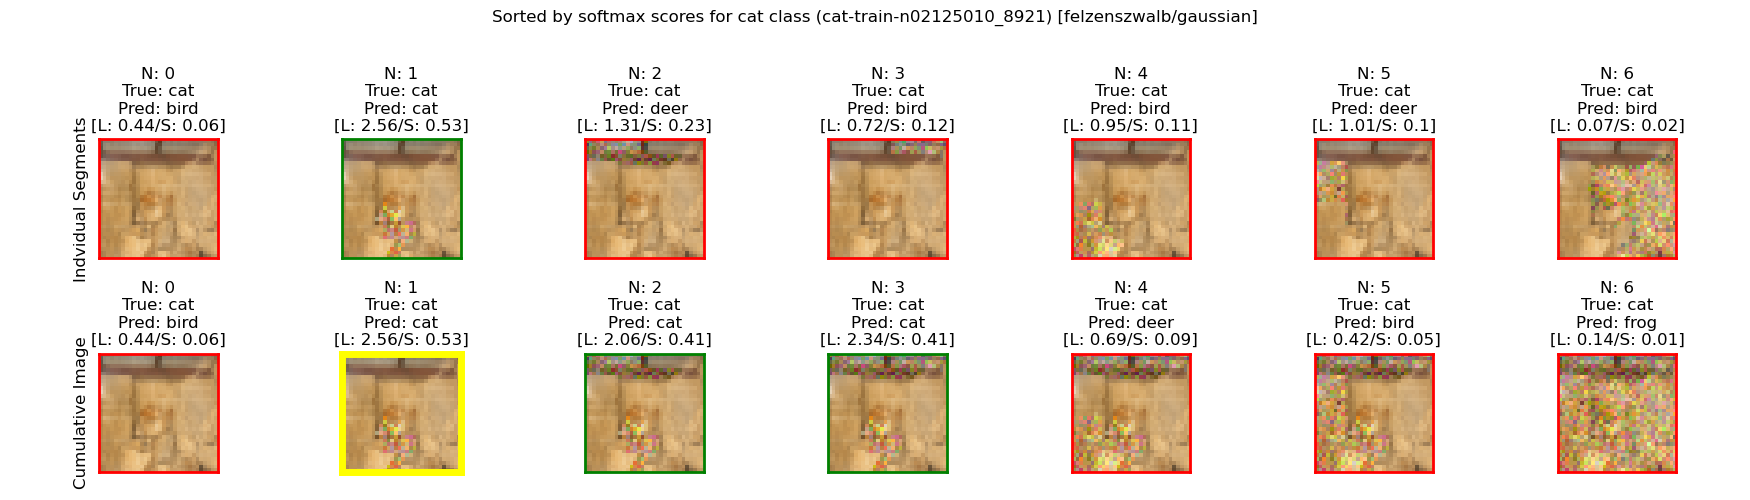 Sorted by softmax scores for cat class (cat-train-n02125010_8921) [felzenszwalb/gaussian]
Indvidual Segments
N: 0
True: cat
Pred: bird
[L: 0.44/S: 0.06]
N: 1
True: cat
Pred: cat
[L: 2.56/S: 0.53]
N: 2
True: cat
Pred: deer
[L: 1.31/S: 0.23]
N: 3
True: cat
Pred: bird
[L: 0.72/S: 0.12]
N: 4
True: cat
Pred: bird
[L: 0.95/S: 0.11]
N: 5
True: cat
Pred: deer
[L: 1.01/S: 0.1]
N: 6
True: cat
Pred: bird
[L: 0.07/S: 0.02]
Cumulative Image
N: 0
True: cat
Pred: bird
[L: 0.44/S: 0.06]
N: 1
True: cat
Pred: cat
[L: 2.56/S: 0.53]
N: 2
True: cat
Pred: cat
[L: 2.06/S: 0.41]
N: 3
True: cat
Pred: cat
[L: 2.34/S: 0.41]
N: 4
True: cat
Pred: deer
[L: 0.69/S: 0.09]
N: 5
True: cat
Pred: bird
[L: 0.42/S: 0.05]
N: 6
True: cat
Pred: frog
[L: 0.14/S: 0.01]